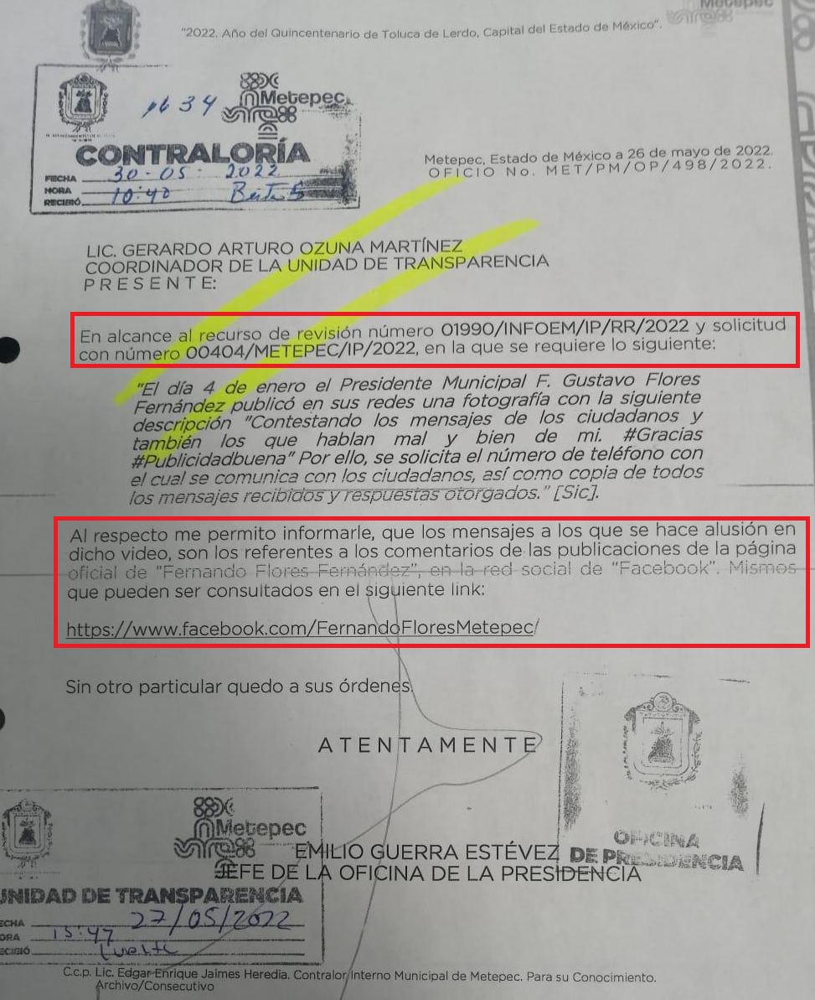 Metepec
"2022. Año del Quincentenario de Toluca de Lerdo, Capital del Estado de México".
Metepec
CONTRALORÍA
FECHA 30-05-2022
HORA 10:40
RECIBIÓ
Metepec, Estado de México a 26 de mayo de 2022.
OFICIO No. MET/PM/OP/498/2022.
LIC. GERARDO ARTURO OZUNA MARTÍNEZ
COORDINADOR DE LA UNIDAD DE TRANSPARENCIA
P R E S E N T E:
En alcance al recurso de revisión número 01990/INFOEM/IP/RR/2022 y solicitud
con número 00404/METEPEC/IP/2022, en la que se requiere lo siguiente:
"El día 4 de enero el Presidente Municipal F. Gustavo Flores
Fernández publicó en sus redes una fotografía con la siguiente
descripción "Contestando los mensajes de los ciudadanos y
también los que hablan mal y bien de mi. #Gracias
#Publicidadbuena" Por ello, se solicita el número de teléfono con
el cual se comunica con los ciudadanos, así como copia de todos
los mensajes recibidos y respuestas otorgados." [Sic].
Al respecto me permito informarle, que los mensajes a los que se hace alusión en
dicho video, son los referentes a los comentarios de las publicaciones de la página
oficial de "Fernando Flores Fernández", en la red social de "Facebook". Mismos
que pueden ser consultados en el siguiente link:
https://www.facebook.com/FernandoFloresMetepec/
Sin otro particular quedo a sus órdenes.
A T E N T A M E N T E
EMILIO GUERRA ESTÉVEZ
JEFE DE LA OFICINA DE LA PRESIDENCIA
OFICINA
DE PRESIDENCIA
Metepec
UNIDAD DE TRANSPARENCIA
ECHA 27/05/2022
ORA 15:47
ECIBIÓ
C.c.p. Lic. Edgar Enrique Jaimes Heredia. Contralor Interno Municipal de Metepec. Para su Conocimiento.
Archivo/Consecutivo